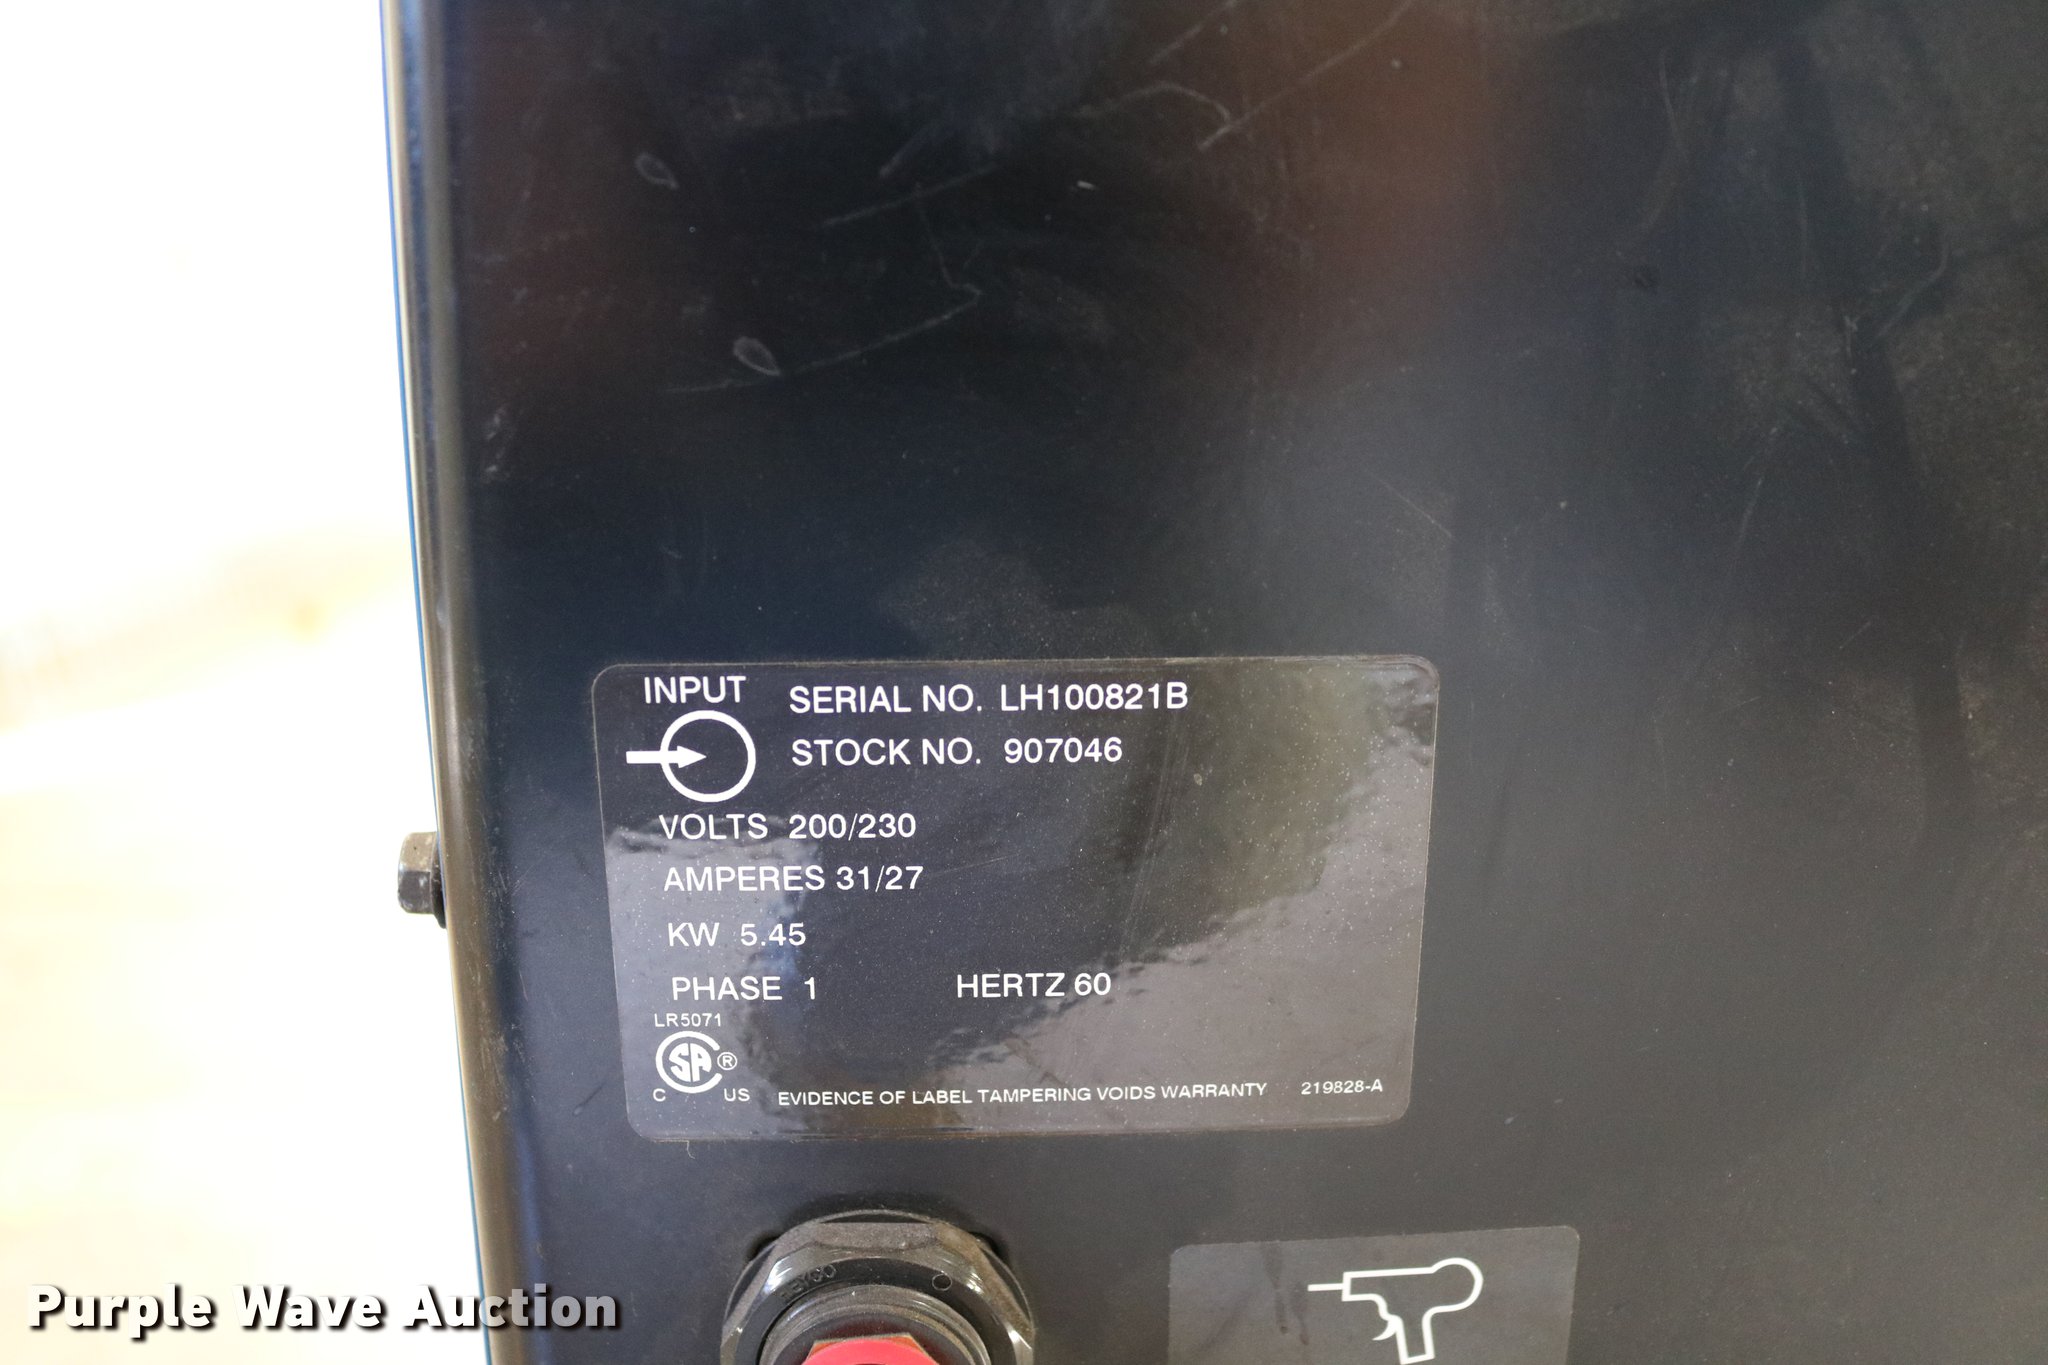 INPUT
SERIAL NO. LH100821B
STOCK NO. 907046
VOLTS 200/230
AMPERES 31/27
KW 5.45
PHASE 1 HERTZ 60
LR5071
SA ®
C US
EVIDENCE OF LABEL TAMPERING VOIDS WARRANTY 219828-A
Purple Wave Auction